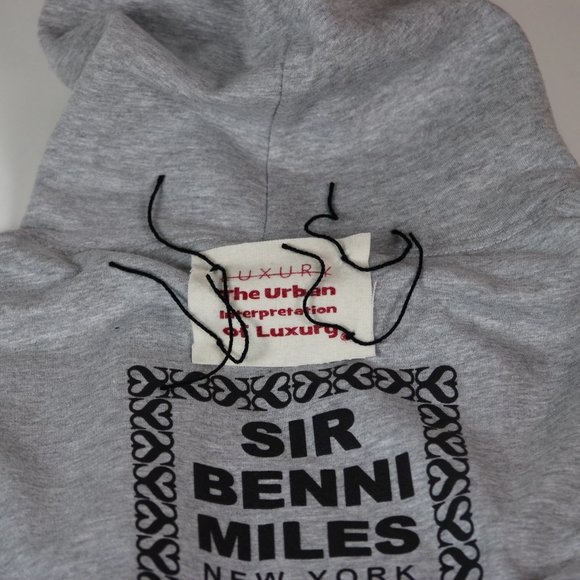 LUXURY
The Urban
Interpretation
Of Luxury®
SIR
BENNI
MILES
NEW YORK